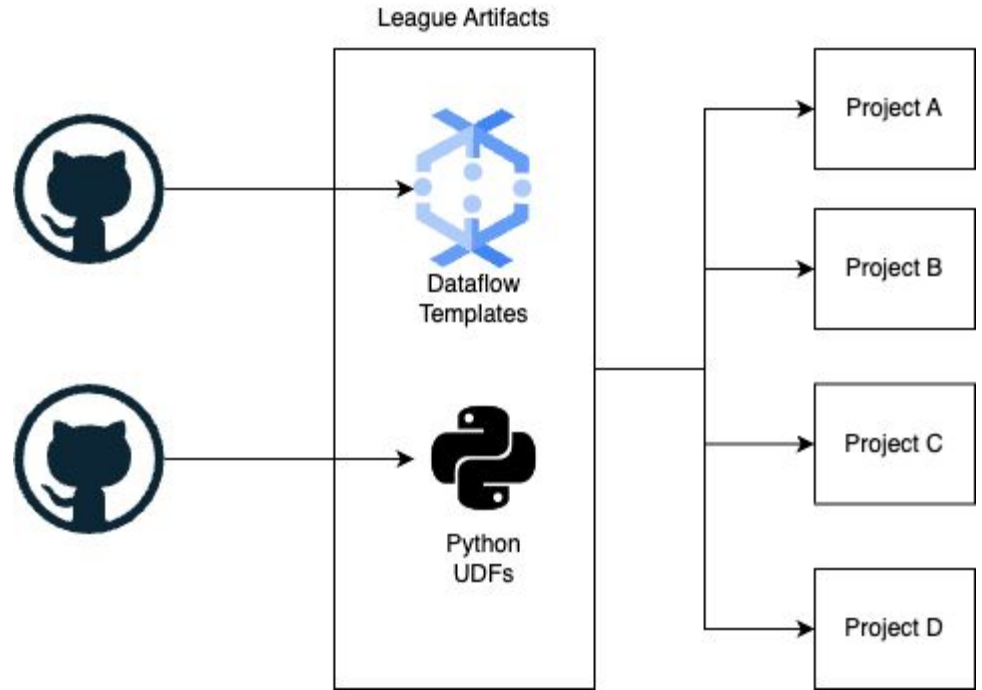 League Artifacts
Dataflow
Templates
Python
UDFs
Project A
Project B
Project C
Project D